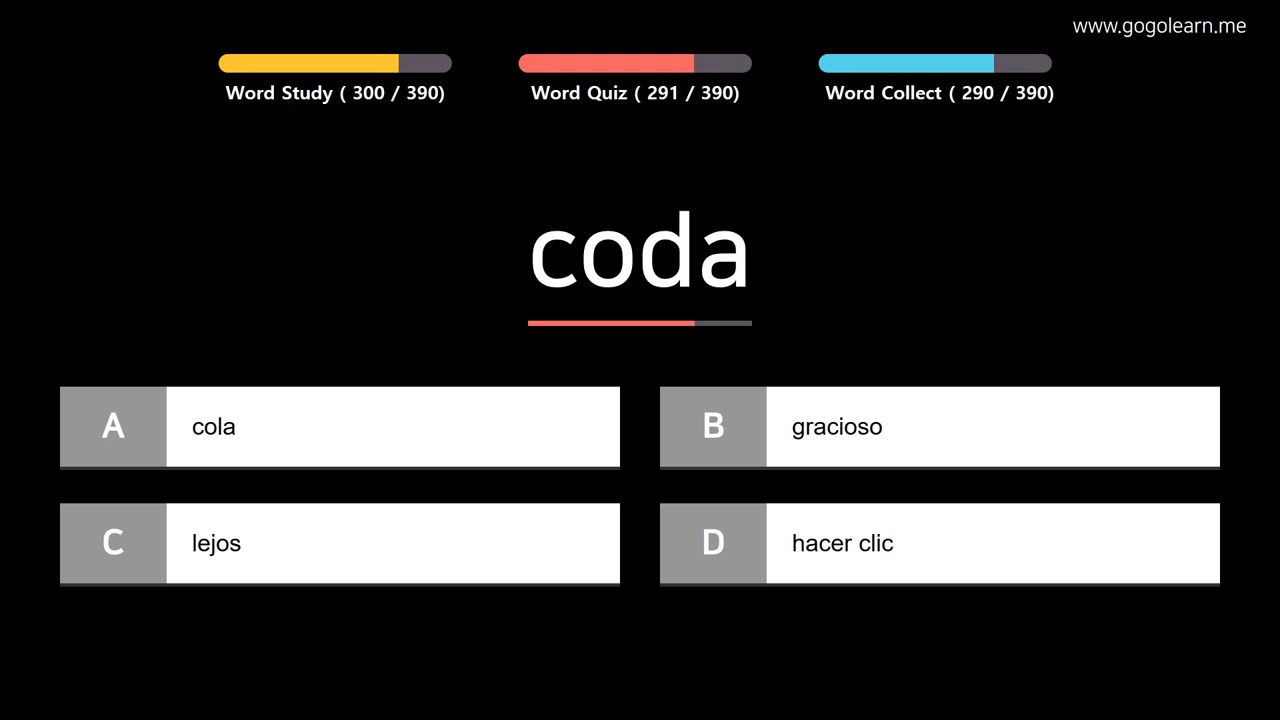 www.gogolearn.me
Word Study ( 300 / 390)
Word Quiz ( 291 / 390)
Word Collect ( 290 / 390)
coda
A
cola
B
gracioso
C
lejos
D
hacer clic